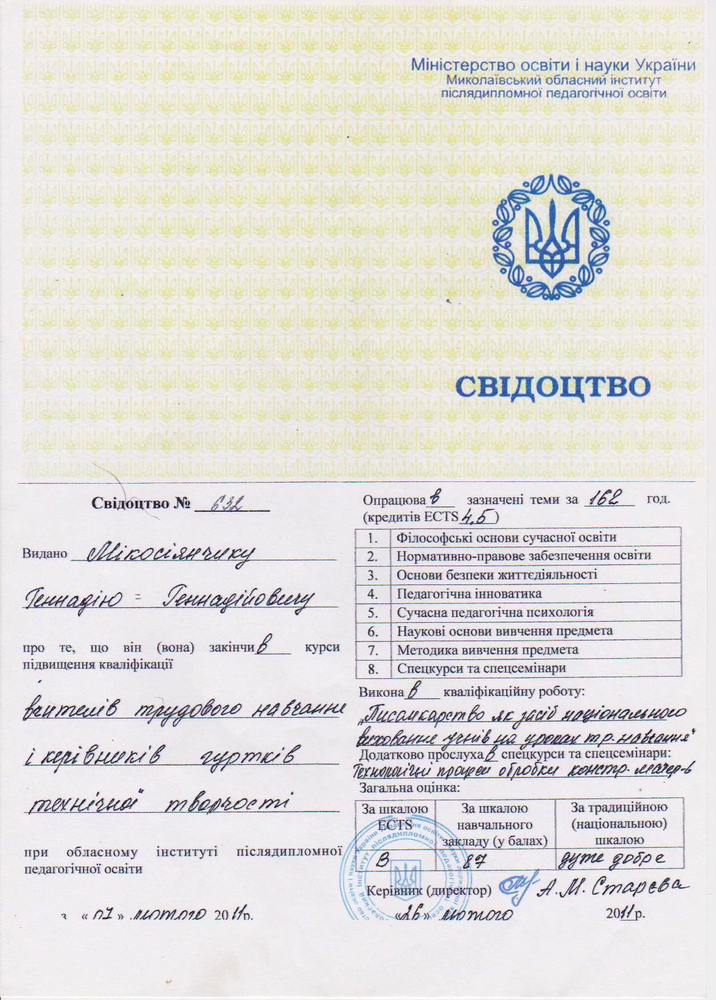 Міністерство освіти і науки України
Миколаївський обласний інститут
післядипломної педагогічної освіти
СВІДОЦТВО
Свідоцтво № 632
Видано Мікосіянчику
Геннадію - Геннадійовичу
про те, що він (вона) закінчив курси
підвищення кваліфікації
вчителів трудового навчання
і керівників гуртків
технічної творчості
при обласному інституті післядипломної
педагогічної освіти
з « 07 » лютого 2011р.
Опрацював зазначені теми за 162 год.
(кредитів ECTS 4,5)
1. Філософські основи сучасної освіти
2. Нормативно-правове забезпечення освіти
3. Основи безпеки життєдіяльності
4. Педагогічна інноватика
5. Сучасна педагогічна психологія
6. Наукові основи вивчення предмета
7. Методика вивчення предмета
8. Спецкурси та спецсемінари
Виконав кваліфікаційну роботу:
„Писамкарство як засіб національного
виховання учнів на уроках тр. навчання"
Додатково прослухав спецкурси та спецсемінари:
Технологічні процеси обробки констр. матер-в
Загальна оцінка:
За шкалою ECTS За шкалою навчального закладу (у балах) За традиційною (національною) шкалою
В 87 дуже добре
Керівник (директор) А.М. Старєва
«26» лютого 2011р.